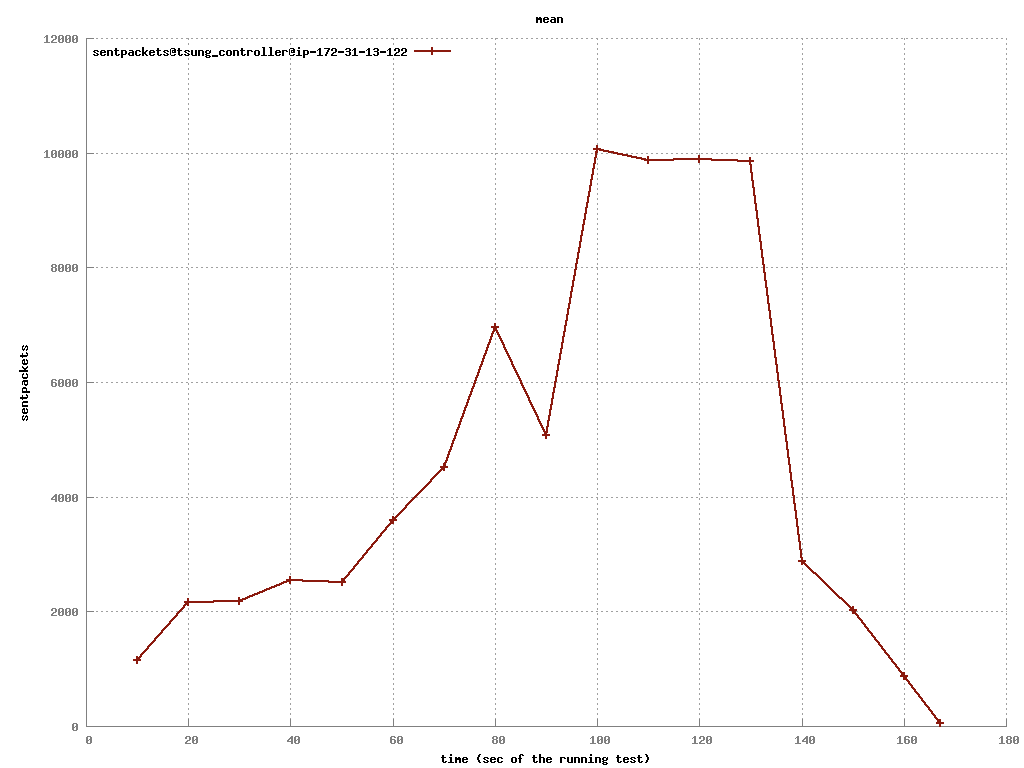 mean
12000
sentpackets@tsung_controller@ip-172-31-13-122
10000
8000
6000
sentpackets
4000
2000
0
0 20 40 60 80 100 120 140 160 180
time (sec of the running test)